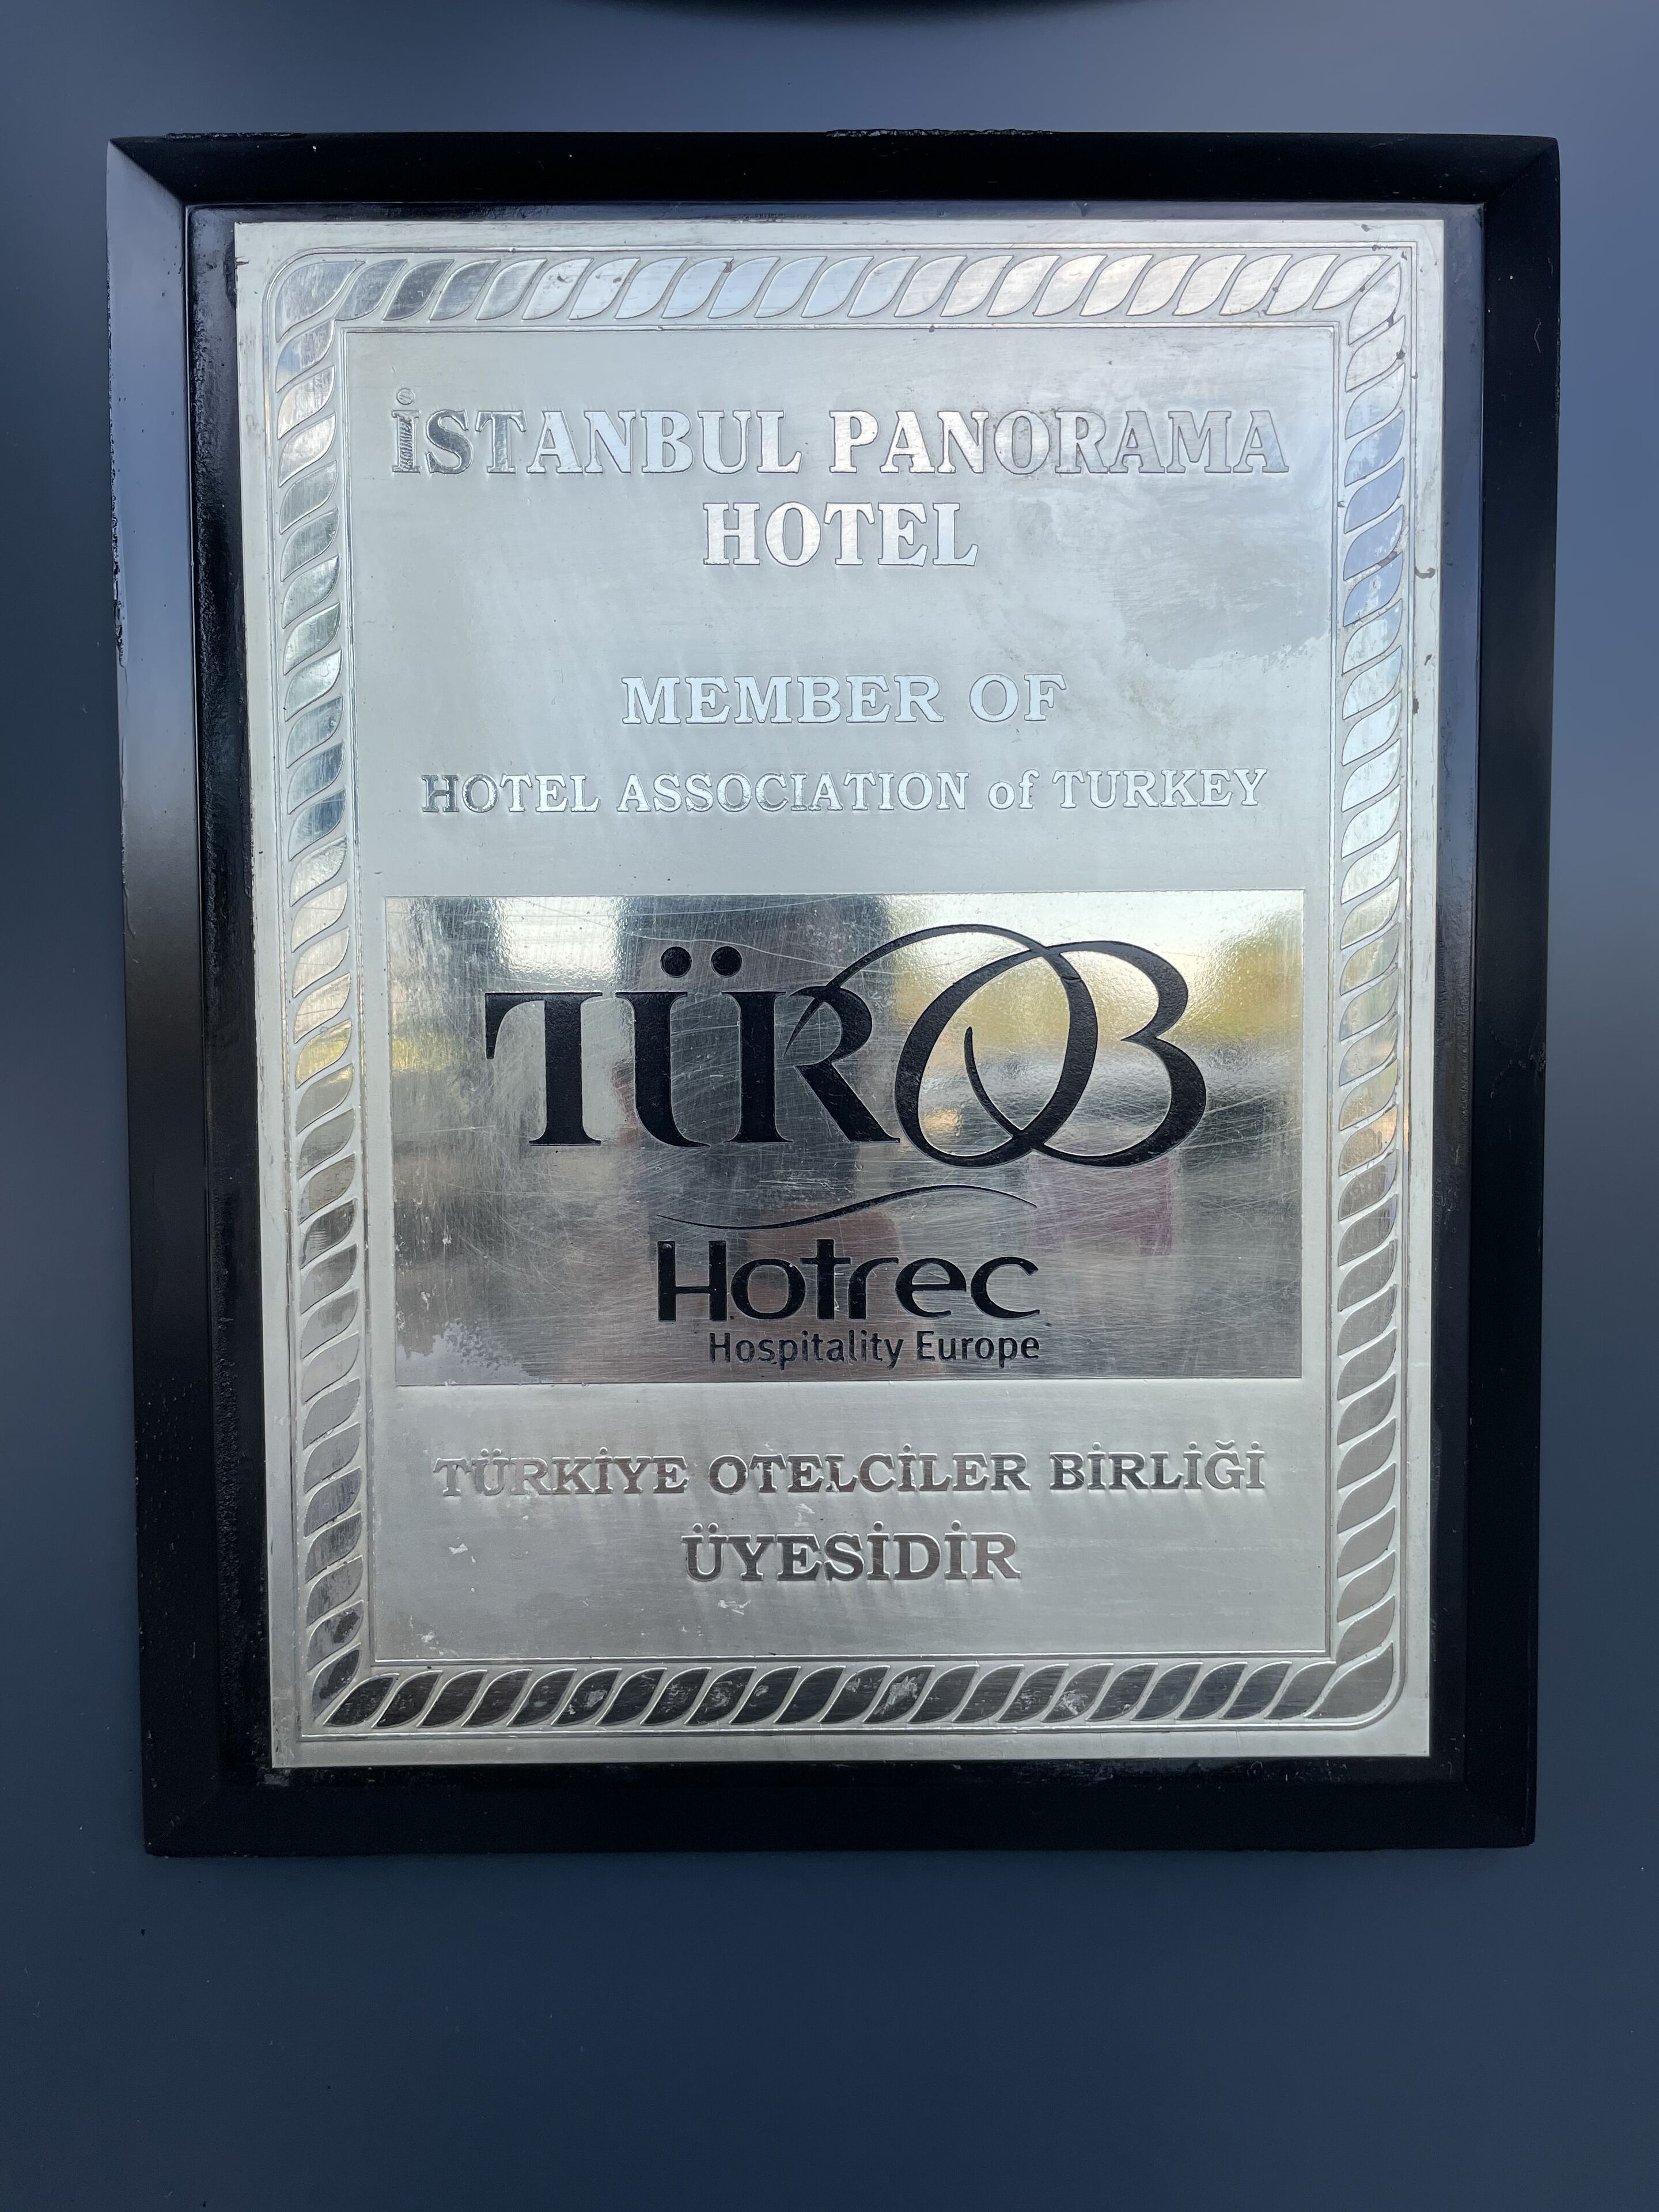 İSTANBUL PANORAMA
HOTEL
MEMBER OF
HOTEL ASSOCIATION of TURKEY
TÜROB
Hotrec
Hospitality Europe
TÜRKİYE OTELCİLER BİRLİĞİ
ÜYESİDİR